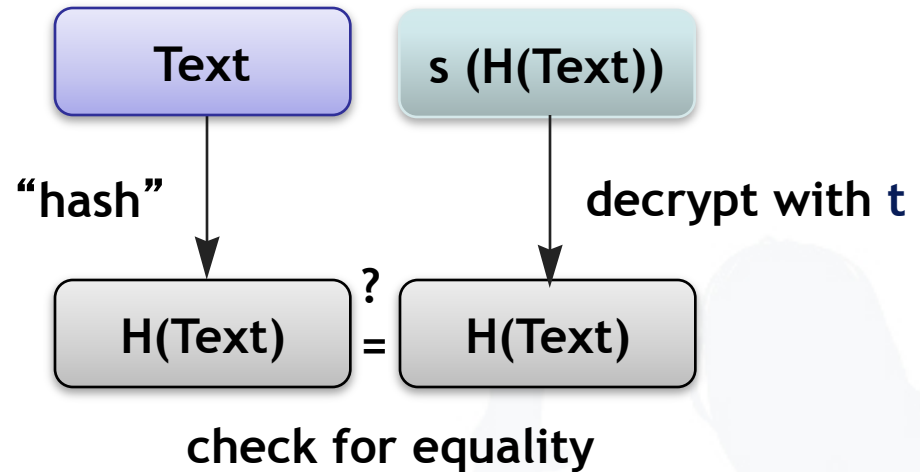 Text
s (H(Text))
“hash”
decrypt with t
H(Text)
?
=
H(Text)
check for equality